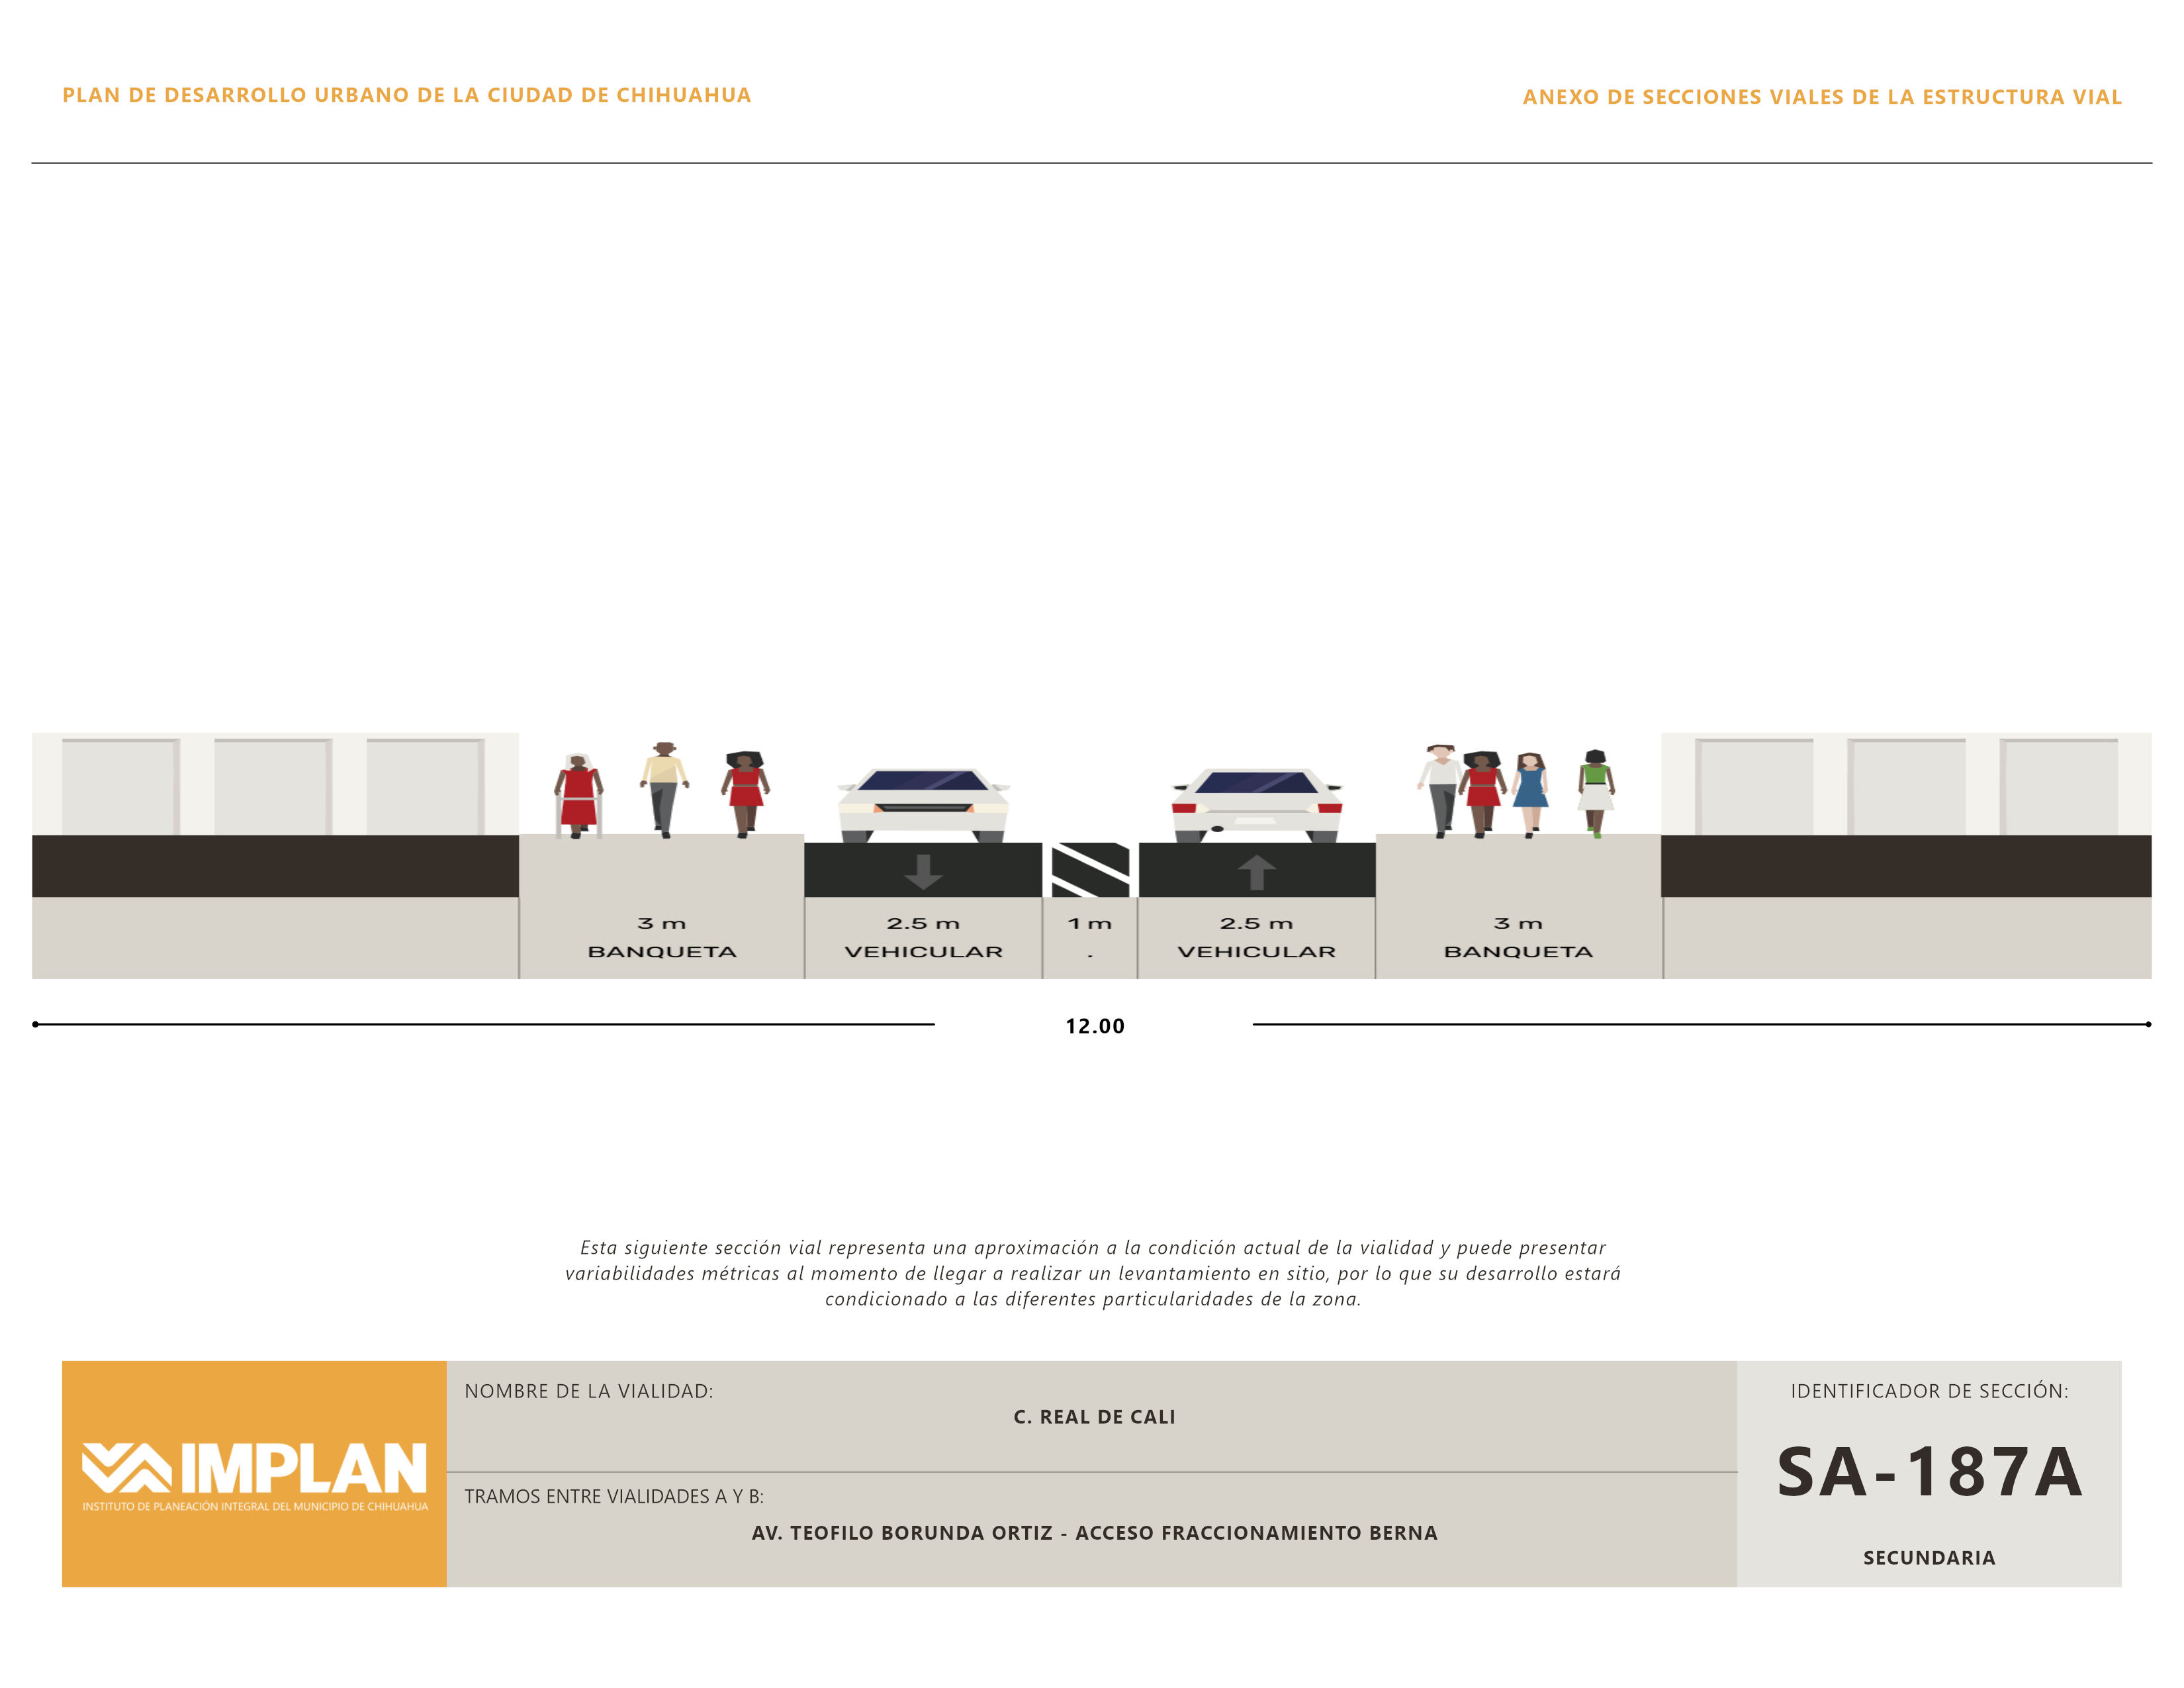 PLAN DE DESARROLLO URBANO DE LA CIUDAD DE CHIHUAHUA
ANEXO DE SECCIONES VIALES DE LA ESTRUCTURA VIAL
3 m
BANQUETA
2.5 m
VEHICULAR
1 m
.
2.5 m
VEHICULAR
3 m
BANQUETA
12.00
Esta siguiente sección vial representa una aproximación a la condición actual de la vialidad y puede presentar
variabilidades métricas al momento de llegar a realizar un levantamiento en sitio, por lo que su desarrollo estará
condicionado a las diferentes particularidades de la zona.
IMPLAN
INSTITUTO DE PLANEACIÓN INTEGRAL DEL MUNICIPIO DE CHIHUAHUA
NOMBRE DE LA VIALIDAD:
C. REAL DE CALI
TRAMOS ENTRE VIALIDADES A Y B:
AV. TEOFILO BORUNDA ORTIZ - ACCESO FRACCIONAMIENTO BERNA
IDENTIFICADOR DE SECCIÓN:
SA-187A
SECUNDARIA